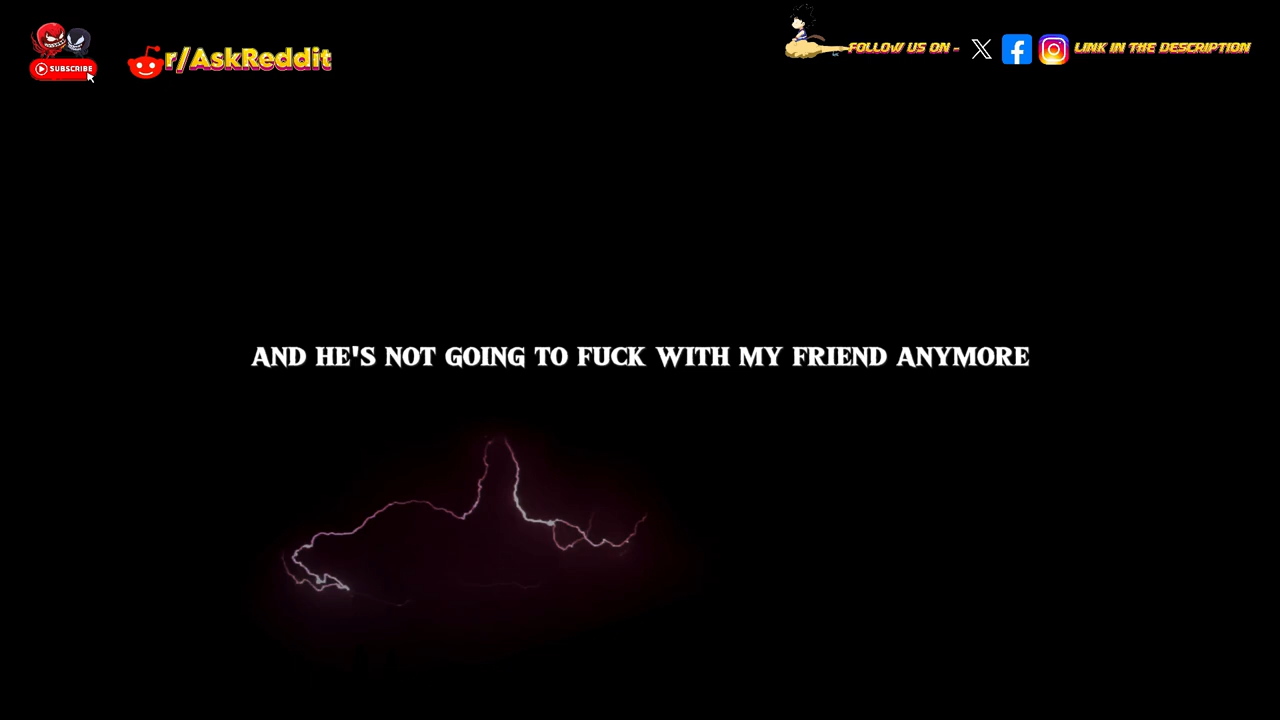 SUBSCRIBE
r/AskReddit
FOLLOW US ON -
LINK IN THE DESCRIPTION
AND HE'S NOT GOING TO FUCK WITH MY FRIEND ANYMORE